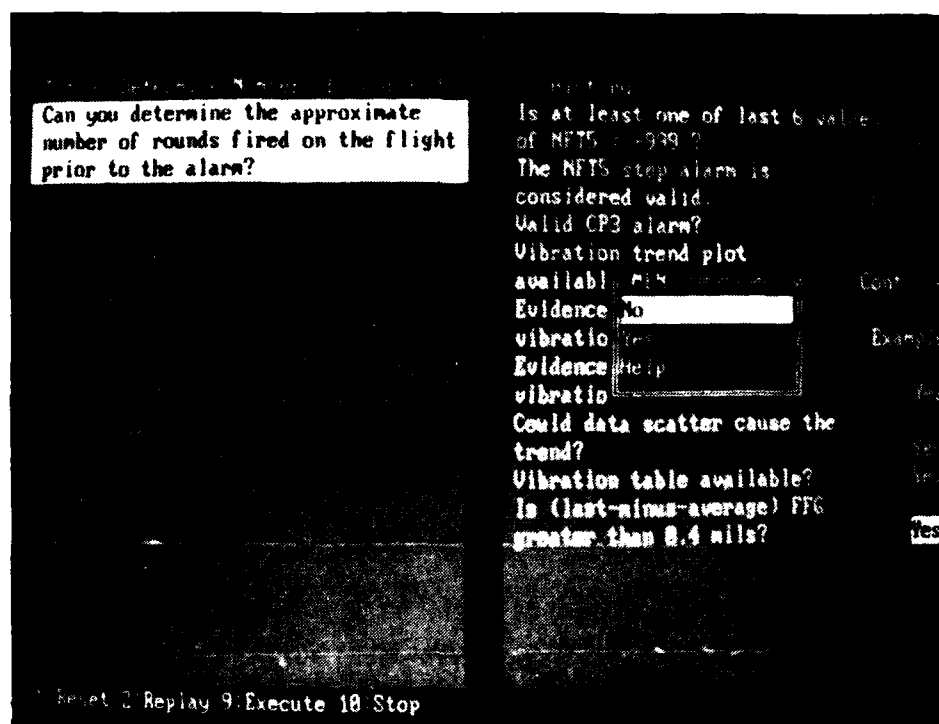 Can you determine the approximate
number of rounds fired on the flight
prior to the alarm?
Is at least one of last 6
of NFT5 -999 ?
The NFT5 step alarm is
considered valid.
Valid CP3 alarm?
Vibration trend plot
availabl
Evidence
vibratio
Evidence
vibratio
No
Yes
Help
Could data scatter cause the
trend?
Vibration table available?
Is (last-minus-average) FFG
greater than 0.4 mils?
Yes
Reset 2 Replay 9 Execute 10 Stop